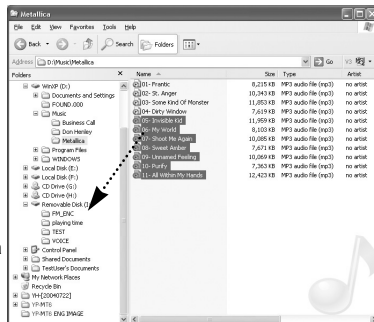 Metallica
File Edit View Favorites Tools Help
Back Search Folders
Address D:\Music\Metallica Go
Folders
WinXP (D:)
Documents and Settings
FOUND.000
Music
Business Call
Don Henley
Metallica
Program Files
WINDOWS
Local Disk (E:)
Local Disk (F:)
CD Drive (G:)
CD Drive (H:)
Removable Disk (I
FM_ENC
playing time
TEST
VOICE
Control Panel
Shared Documents
TestUser's Documents
My Network Places
Recycle Bin
YH-[200*0722]
YP-MT6
YP-MT6 ENG IMAGE
Name Size Type Artist
01- Frantic 8,215 KB MP3 audio file (mp3) no artist
02- St. Anger 10,343 KB MP3 audio file (mp3) no artist
03- Some Kind Of Monster 11,853 KB MP3 audio file (mp3) no artist
04- Dirty Window 7,619 KB MP3 audio file (mp3) no artist
05- Invisible Kid 11,959 KB MP3 audio file (mp3) no artist
06- My World 8,103 KB MP3 audio file (mp3) no artist
07- Shoot Me Again 10,085 KB MP3 audio file (mp3) no artist
08- Sweet Amber 7,671 KB MP3 audio file (mp3) no artist
09- Unnamed Feeling 10,069 KB MP3 audio file (mp3) no artist
10- Purify 7,363 KB MP3 audio file (mp3) no artist
11- All Within My Hands 12,423 KB MP3 audio file (mp3) no artist